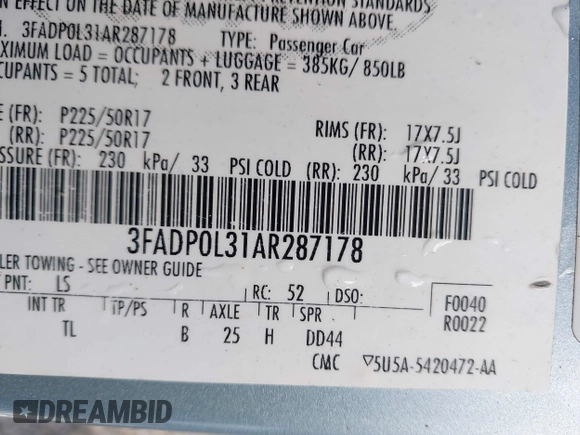 EVENTION STANDARDS
N EFFECT ON THE DATE OF MANUFACTURE SHOWN ABOVE.
3FADP0L31AR287178 TYPE: Passenger Car
XIMUM LOAD = OCCUPANTS + LUGGAGE = 385KG/ 850LB
CUPANTS = 5 TOTAL; 2 FRONT, 3 REAR
E (FR): P225/50R17 RIMS (FR): 17X7.5J
(RR): P225/50R17 (RR): 17X7.5J
SSURE (FR): 230 kPa/ 33 PSI COLD (RR): 230 kPa/ 33 PSI COLD
3FADP0L31AR287178
LER TOWING - SEE OWNER GUIDE
PNT: LS RC: 52 DSO: F0040
INT TR TP/PS R AXLE TR SPR R0022
TL B 25 H DD44
CMC ▽5U5A-5420472-AA
DREAMBID